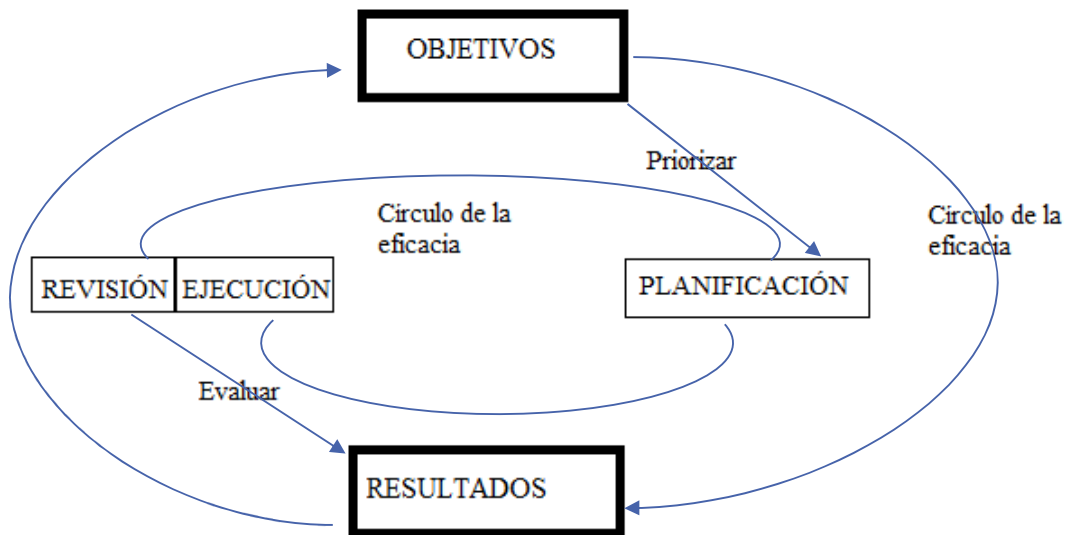 OBJETIVOS
Priorizar
Círculo de la
eficacia
Círculo de la
eficacia
REVISIÓN
EJECUCIÓN
PLANIFICACIÓN
Evaluar
RESULTADOS